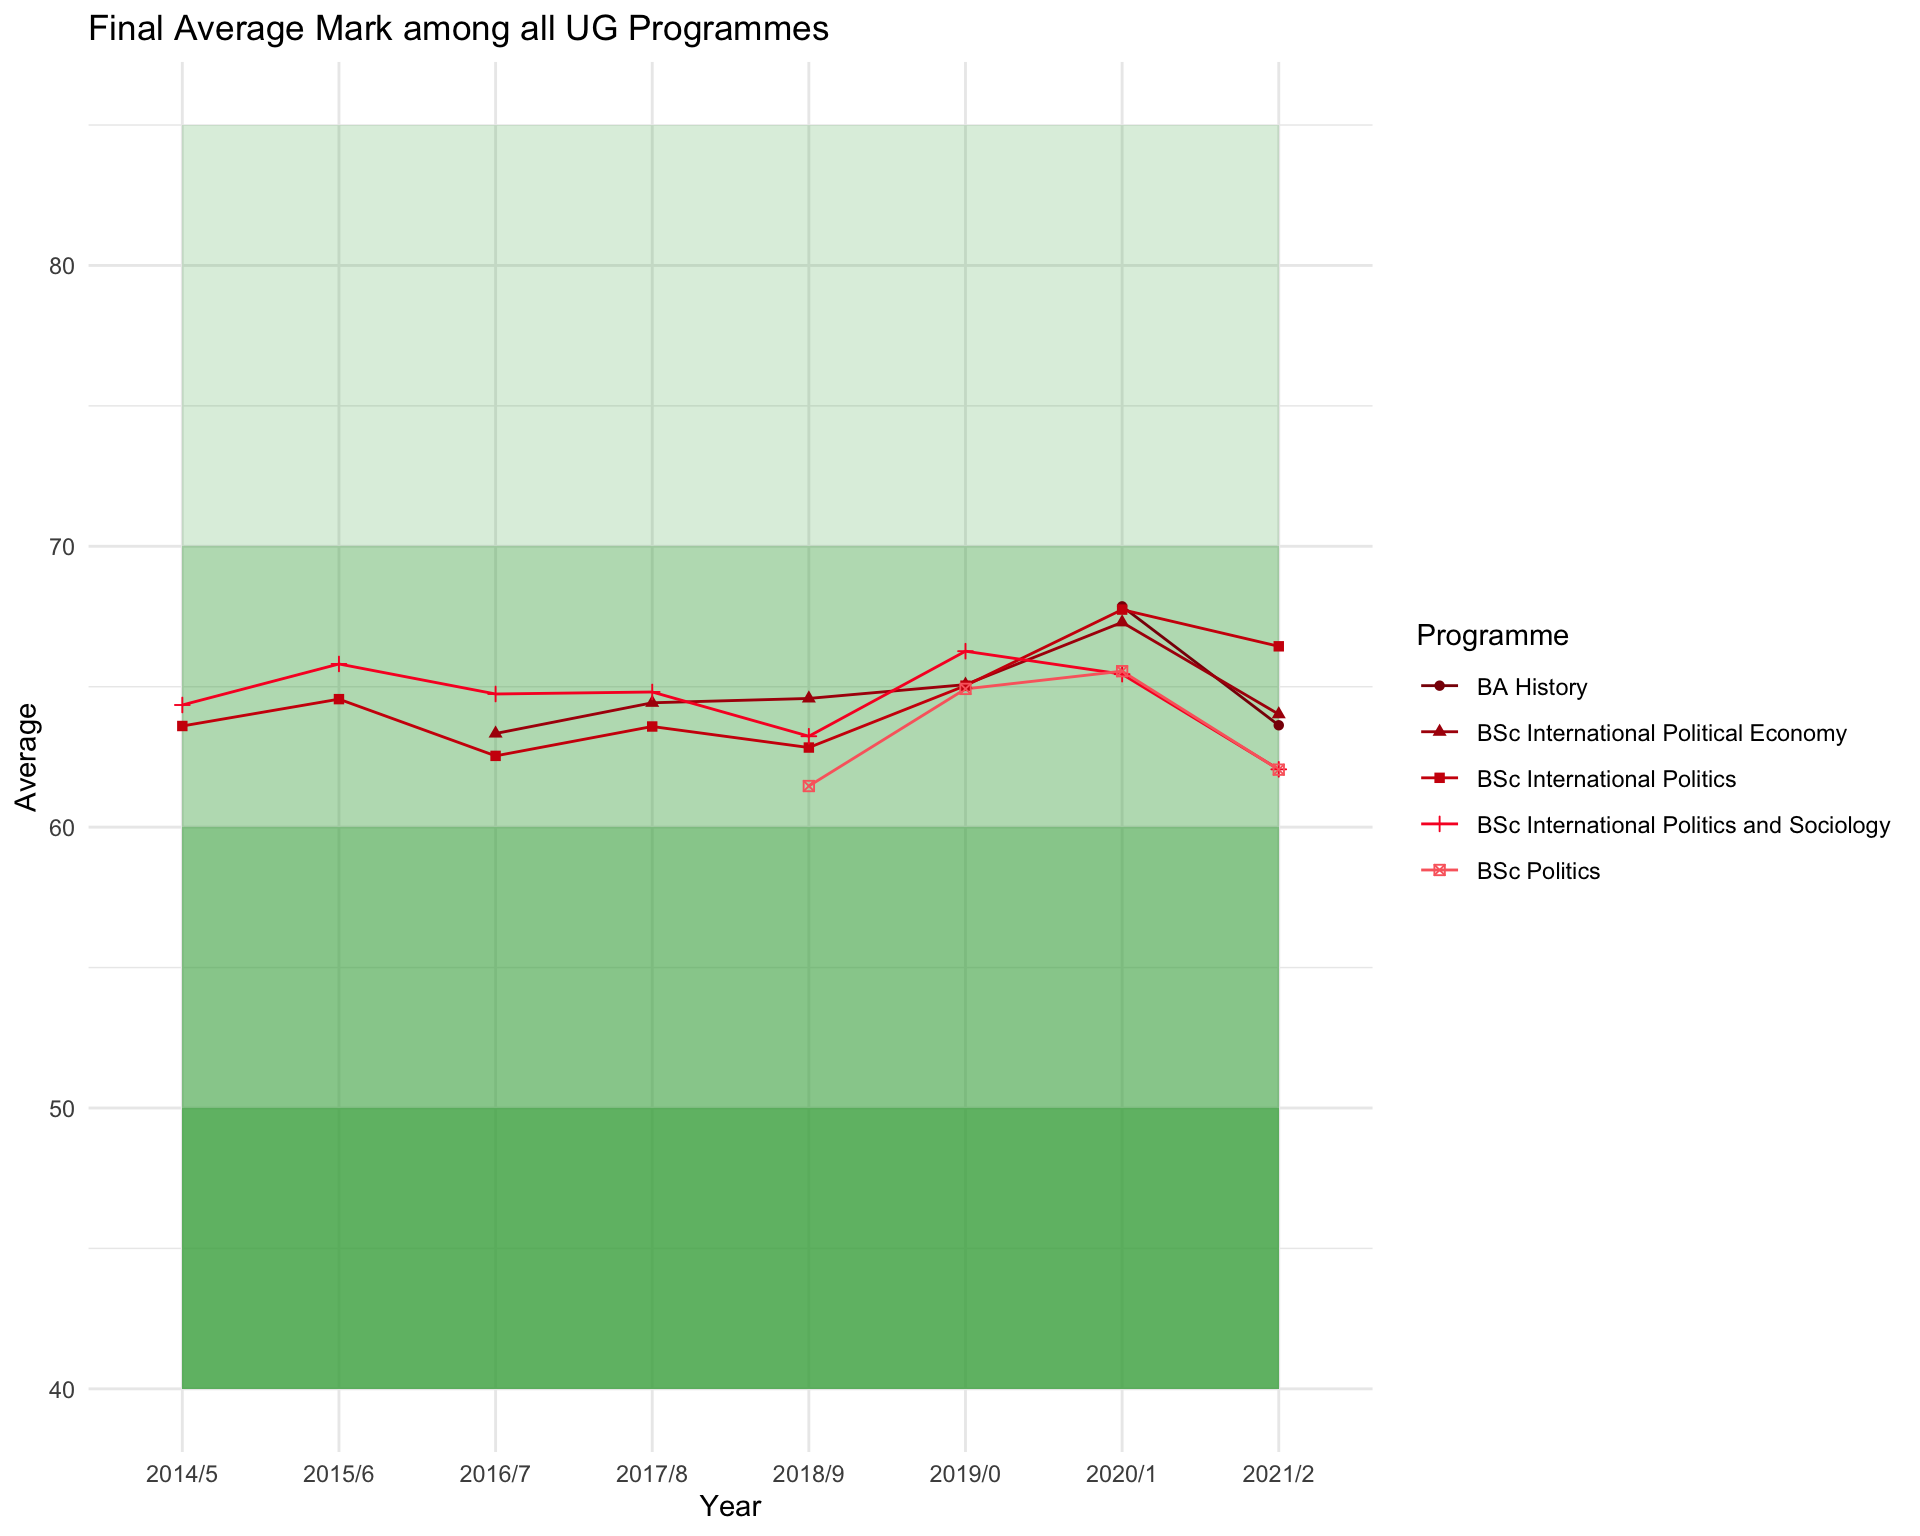 Final Average Mark among all UG Programmes
80
70
60
50
40
Average
2014/5 2015/6 2016/7 2017/8 2018/9 2019/0 2020/1 2021/2
Year
Programme
BA History
BSc International Political Economy
BSc International Politics
BSc International Politics and Sociology
BSc Politics